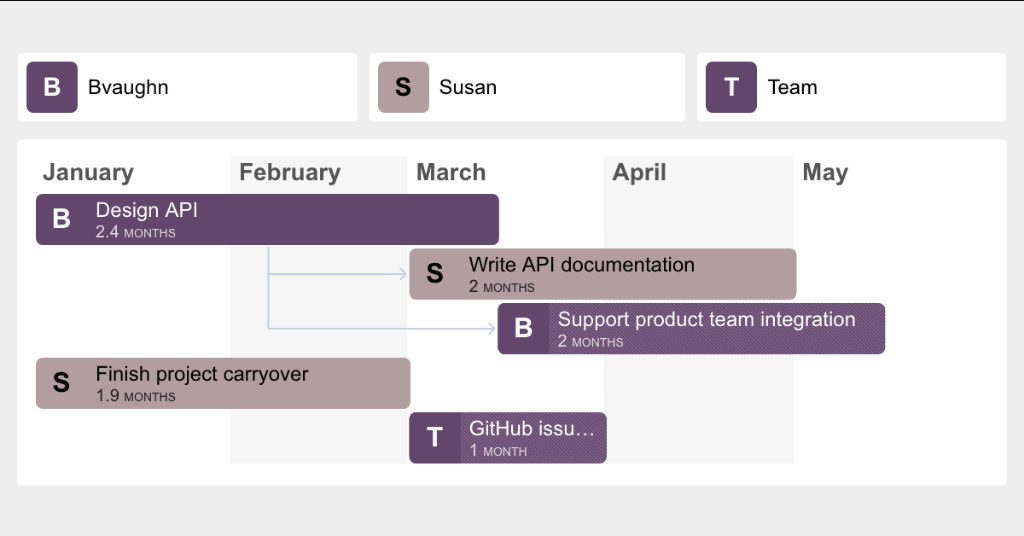 B Bvaughn
S Susan
T Team
January February March April May
B Design API
2.4 MONTHS
S Write API documentation
2 MONTHS
B Support product team integration
2 MONTHS
S Finish project carryover
1.9 MONTHS
T GitHub issu…
1 MONTH